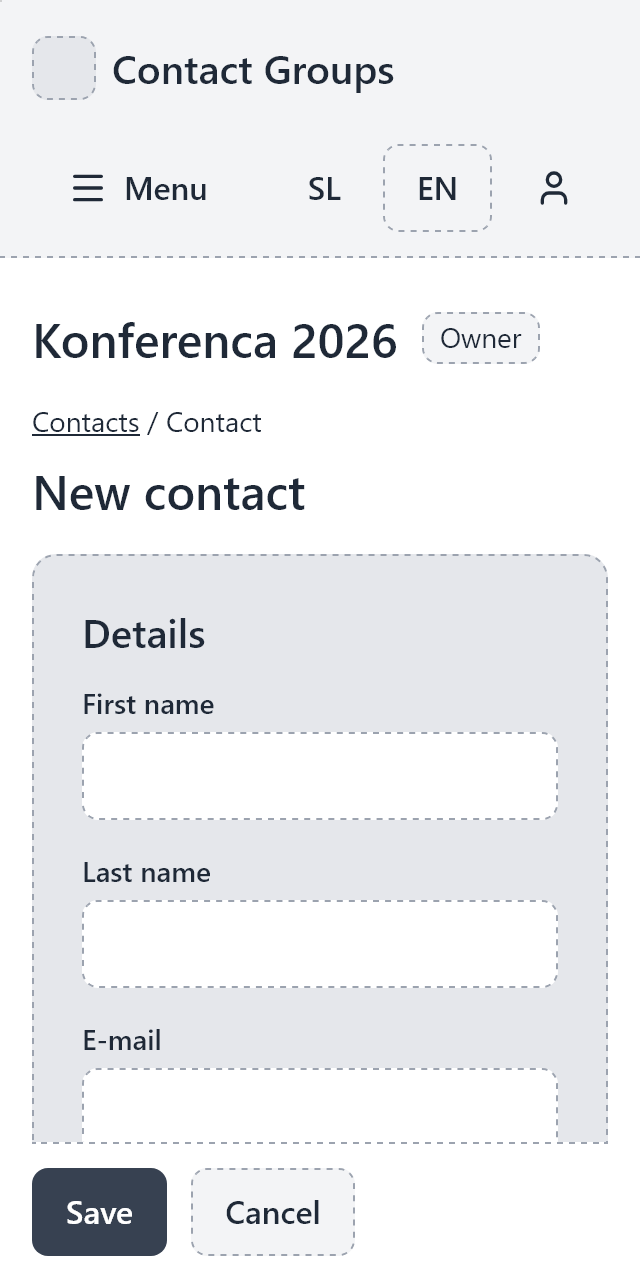 Contact Groups
Menu SL EN
Konferenca 2026 Owner
Contacts / Contact
New contact
Details
First name
Last name
E-mail
Save Cancel